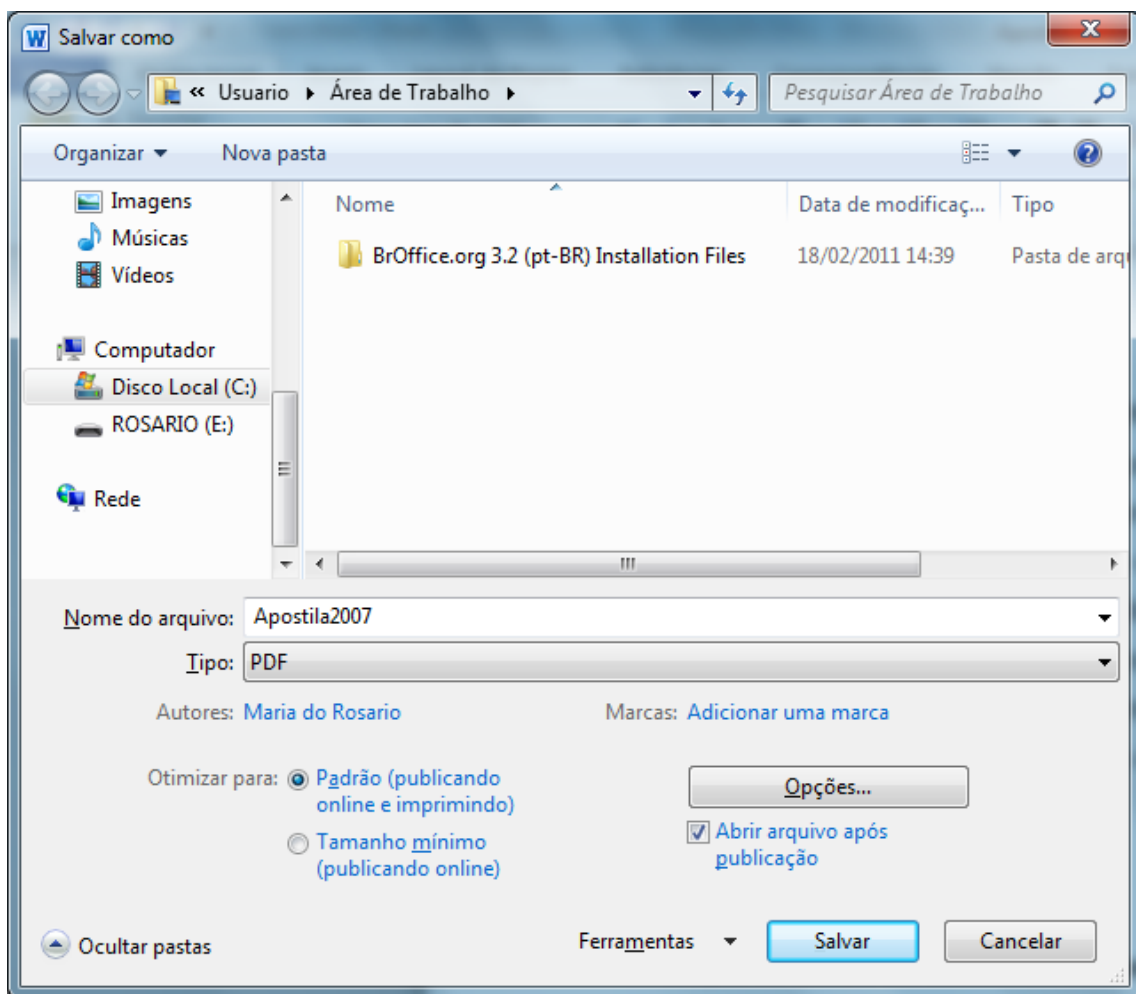 Salvar como
« Usuario ▸ Área de Trabalho ▸
Pesquisar Área de Trabalho
Organizar
Nova pasta
Imagens
Músicas
Vídeos
Computador
Disco Local (C:)
ROSARIO (E:)
Rede
Nome
Data de modificaç...
Tipo
BrOffice.org 3.2 (pt-BR) Installation Files
18/02/2011 14:39
Pasta de arqu
Nome do arquivo: Apostila2007
Tipo: PDF
Autores: Maria do Rosario
Marcas: Adicionar uma marca
Otimizar para:
Padrão (publicando
online e imprimindo)
Tamanho mínimo
(publicando online)
Opções...
Abrir arquivo após
publicação
Ocultar pastas
Ferramentas
Salvar
Cancelar